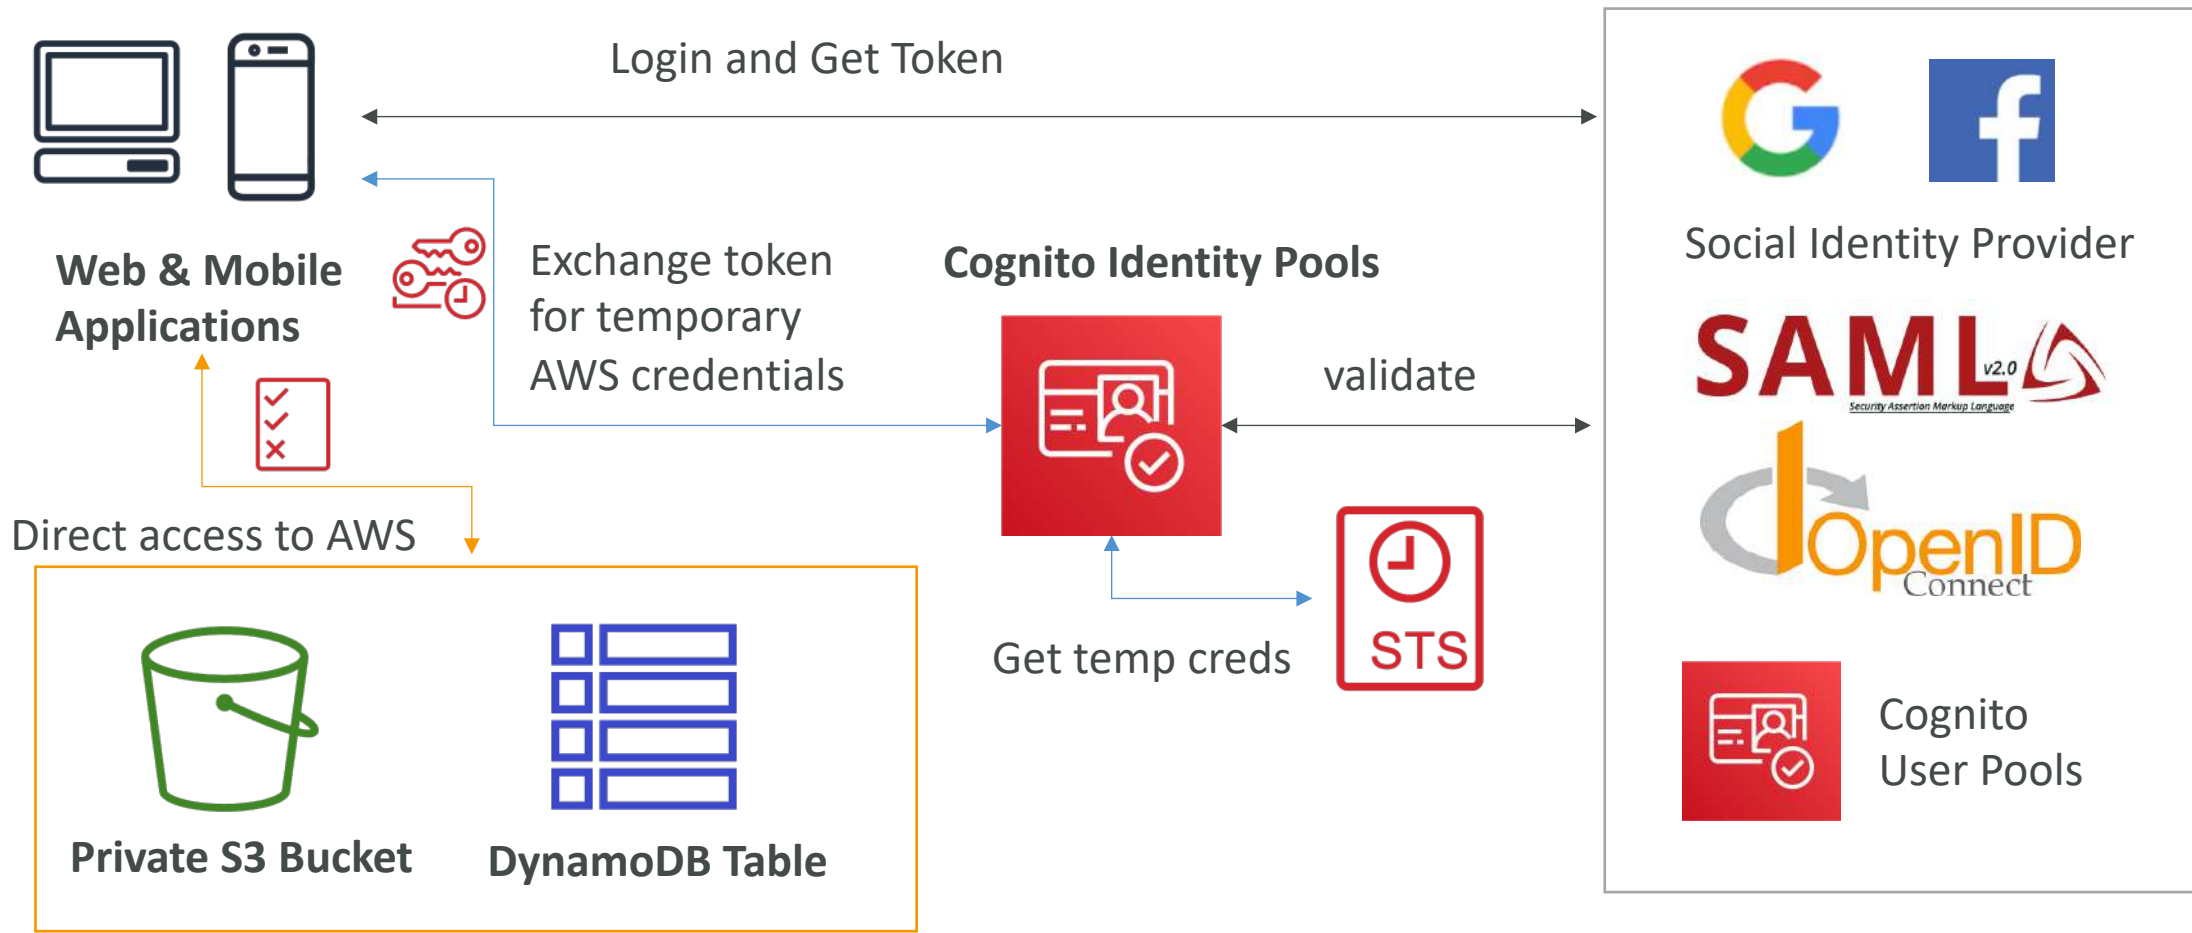 Login and Get Token
Web & Mobile
Applications
Exchange token
for temporary
AWS credentials
Cognito Identity Pools
validate
Social Identity Provider
SAML v2.0
Security Assertion Markup Language
OpenID
Connect
Direct access to AWS
Get temp creds
STS
Cognito
User Pools
Private S3 Bucket
DynamoDB Table